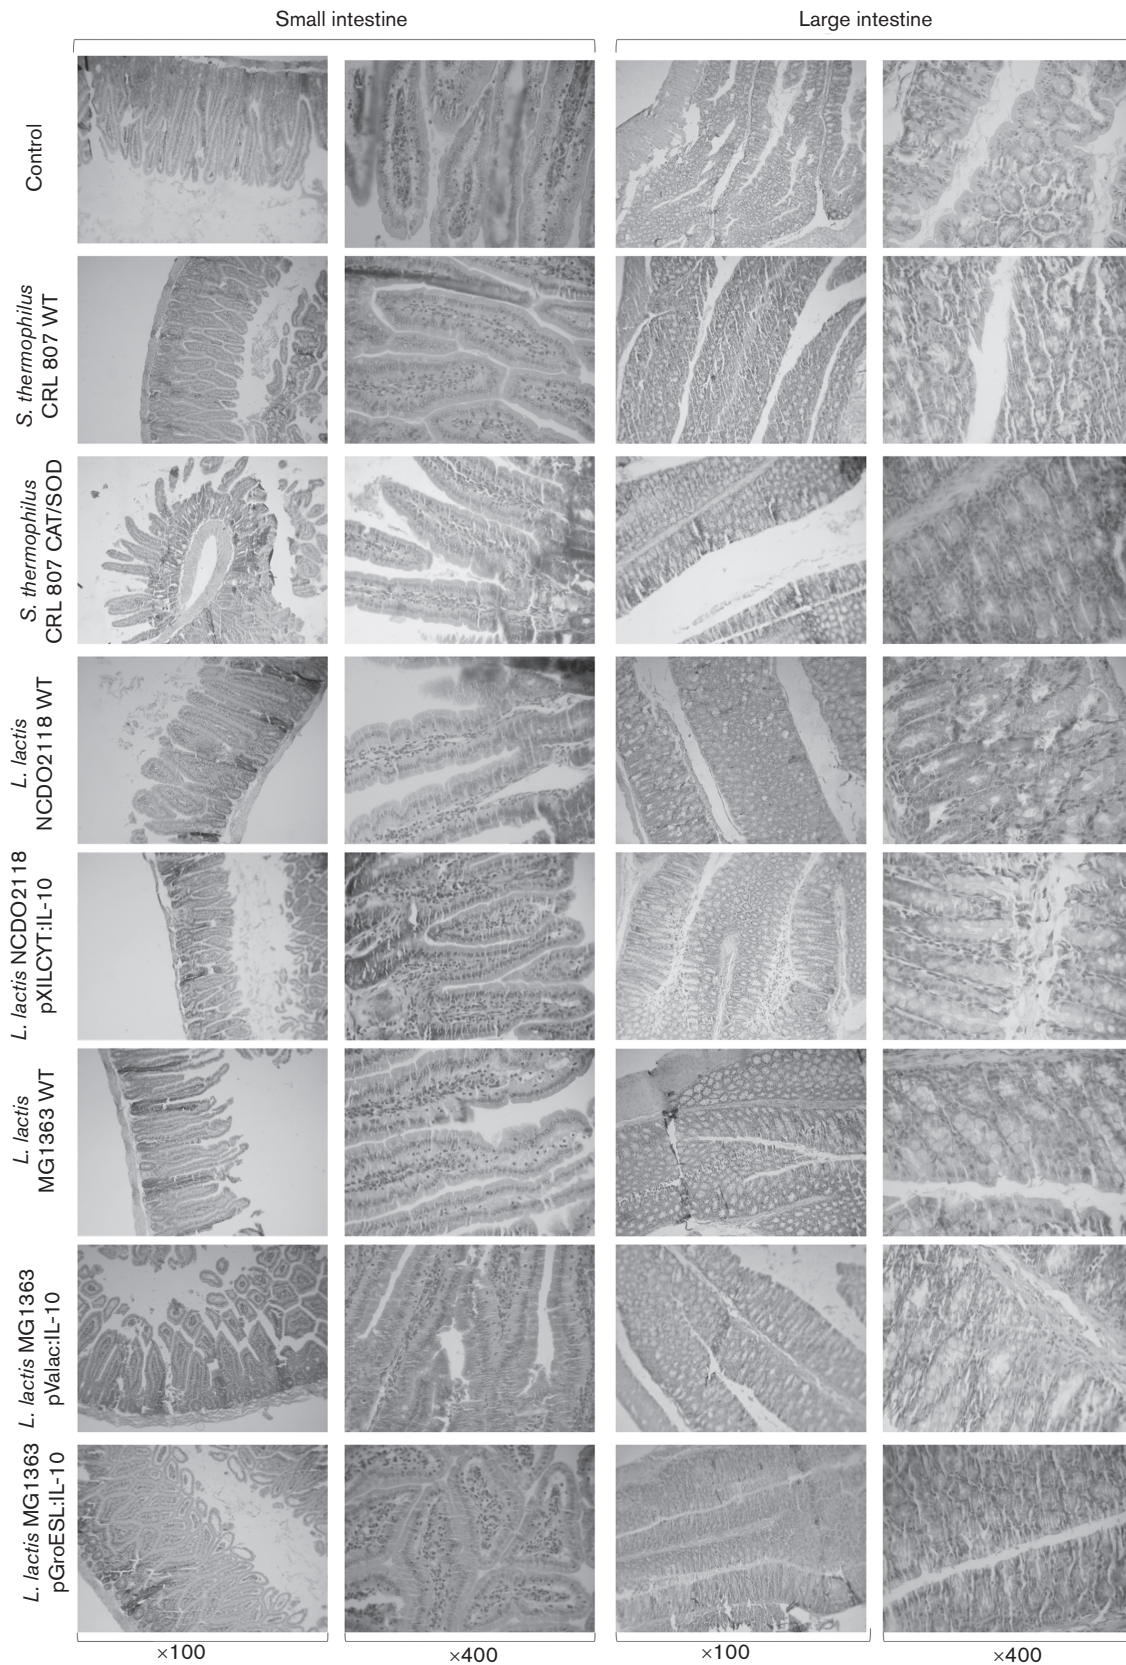 Small intestine
Large intestine
Control
S. thermophilus
CRL 807 WT
S. thermophilus
CRL 807 CAT/SOD
L. lactis
NCDO2118 WT
L. lactis NCDO2118
pXILCYT:IL-10
L. lactis
MG1363 WT
L. lactis MG1363
pValac:IL-10
L. lactis MG1363
pGroESL:IL-10
×100
×400
×100
×400